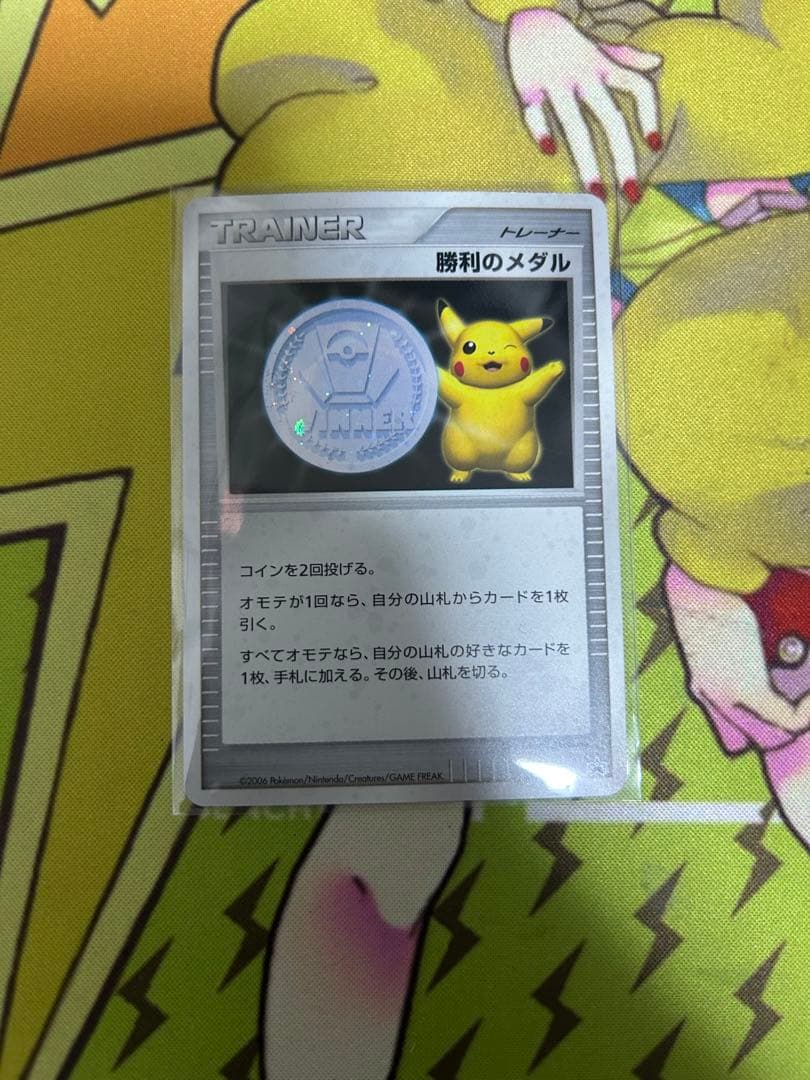 TRAINER
トレーナー
勝利のメダル
WINNER
コインを2回投げる。
オモテが1回なら、自分の山札からカードを1枚
引く。
すべてオモテなら、自分の山札の好きなカードを
1枚、手札に加える。その後、山札を切る。
©2006 Pokémon/Nintendo/Creatures/GAME FREAK.